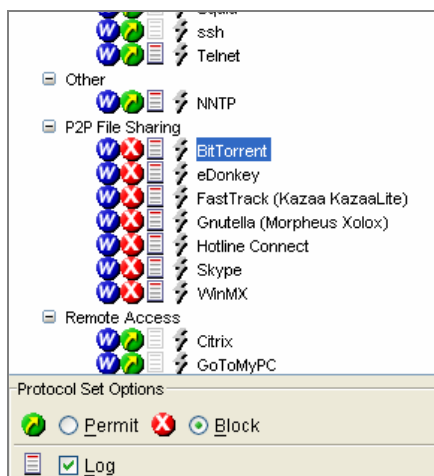 ssh
Telnet
Other
NNTP
P2P File Sharing
BitTorrent
eDonkey
FastTrack (Kazaa KazaaLite)
Gnutella (Morpheus Xolox)
Hotline Connect
Skype
WinMX
Remote Access
Citrix
GoToMyPC
Protocol Set Options
Permit Block
Log